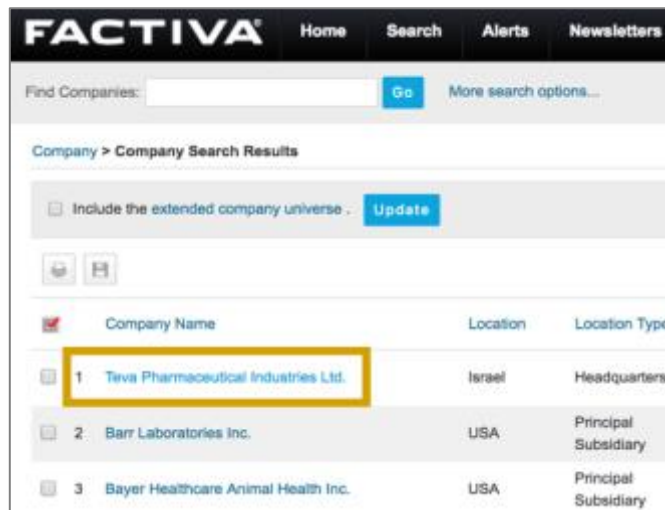 FACTIVA Home Search Alerts Newsletters
Find Companies: Go More search options...
Company > Company Search Results
Include the extended company universe . Update
Company Name Location Location Type
1 Teva Pharmaceutical Industries Ltd. Israel Headquarters
2 Barr Laboratories Inc. USA Principal
Subsidiary
3 Bayer Healthcare Animal Health Inc. USA Principal
Subsidiary